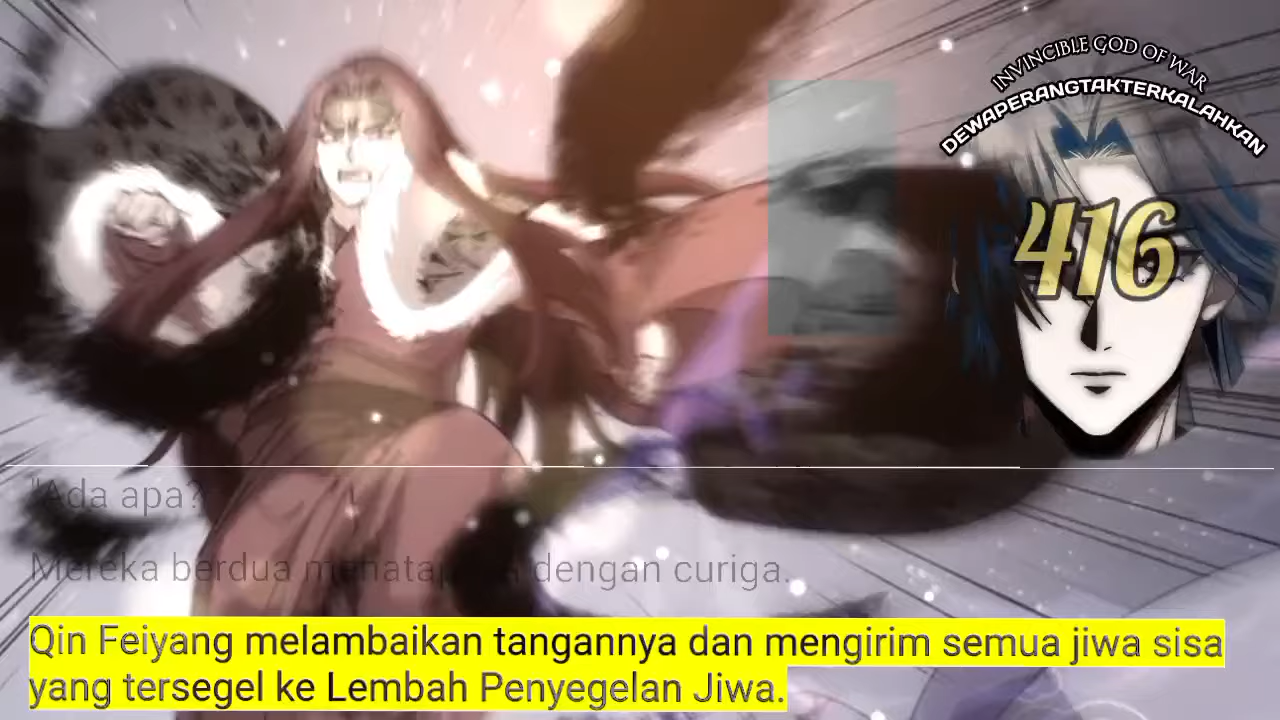 INVINCIBLE GOD OF WAR
DEWAPERANGTAKTERKALAHKAN
416
"Ada apa?
Mereka berdua menatap dengan curiga.
Qin Feiyang melambaikan tangannya dan mengirim semua jiwa sisa
yang tersegel ke Lembah Penyegelan Jiwa.